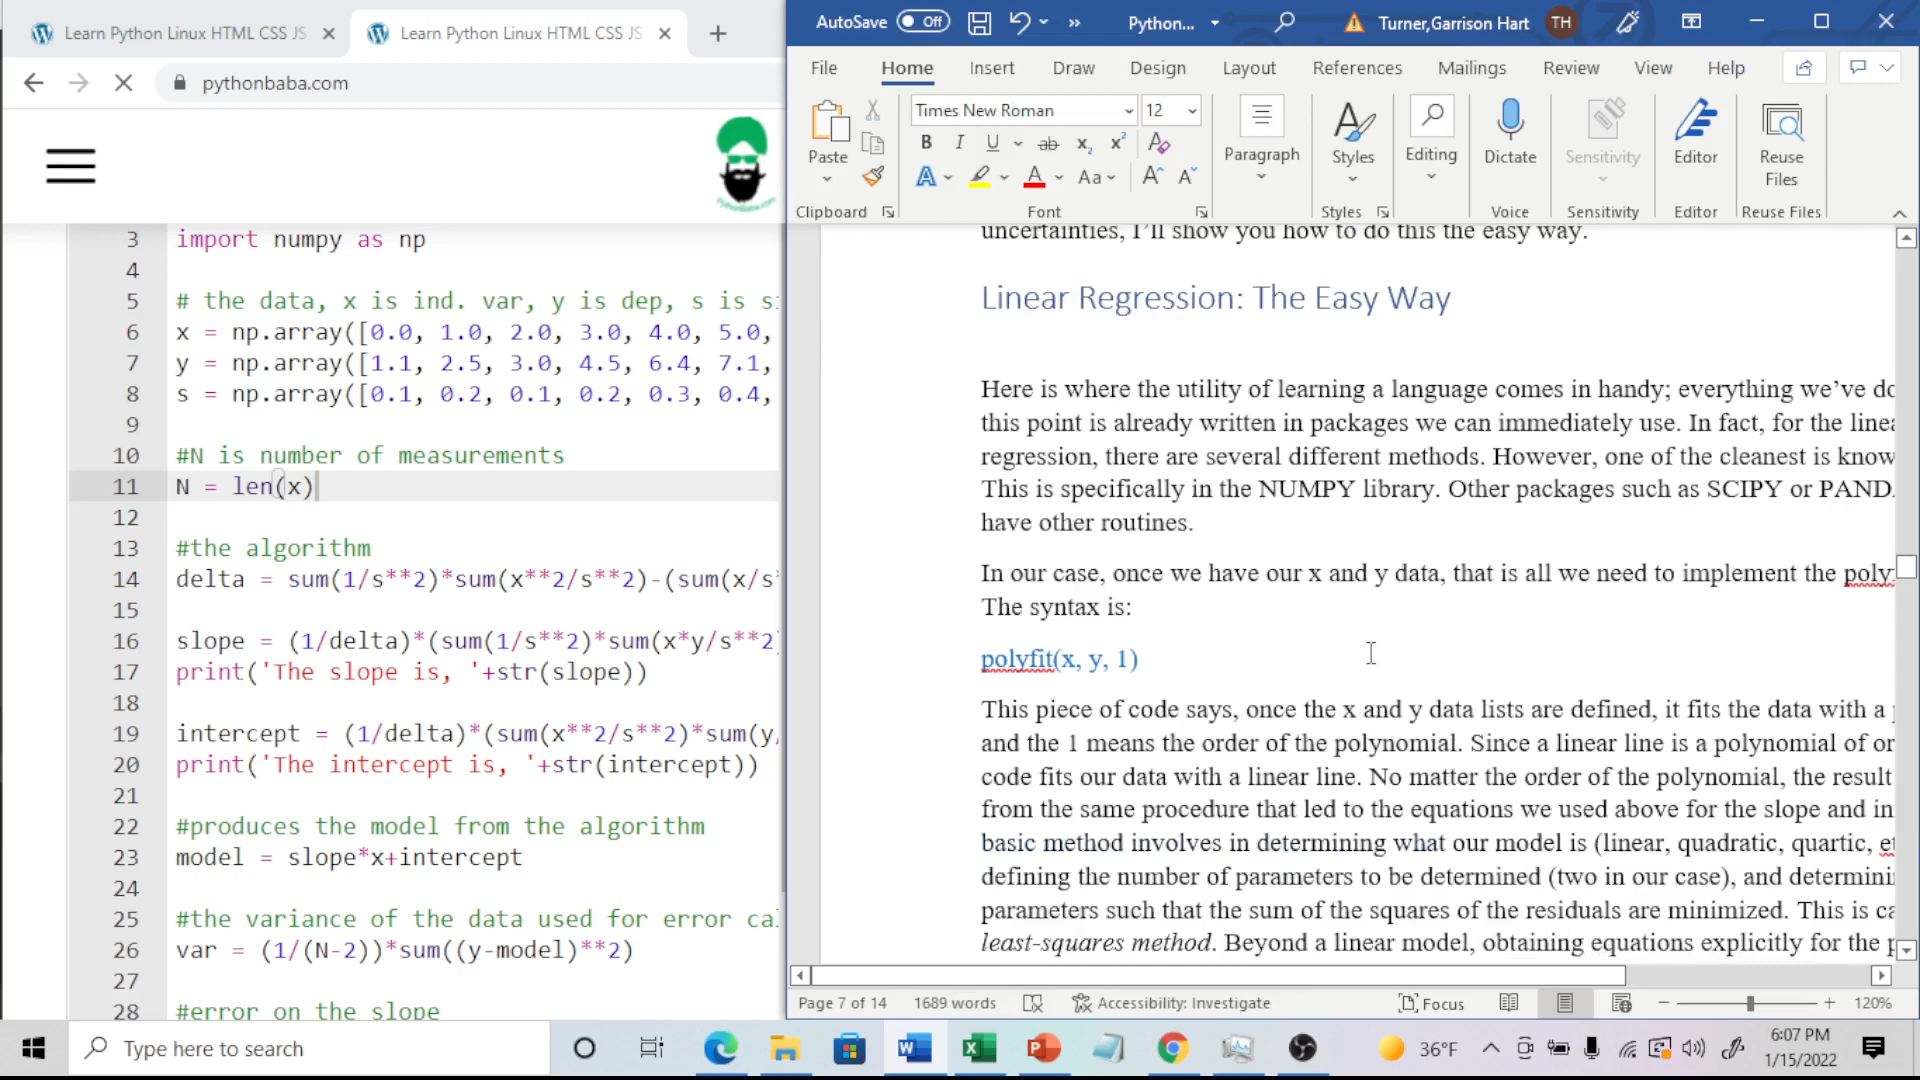 Learn Python Linux HTML CSS JS
Learn Python Linux HTML CSS JS
pythonbaba.com
3 import numpy as np
4
5 # the data, x is ind. var, y is dep, s is
6 x = np.array([0.0, 1.0, 2.0, 3.0, 4.0, 5.0,
7 y = np.array([1.1, 2.5, 3.0, 4.5, 6.4, 7.1,
8 s = np.array([0.1, 0.2, 0.1, 0.2, 0.3, 0.4,
9
10 #N is number of measurements
11 N = len(x)
12
13 #the algorithm
14 delta = sum(1/s**2)*sum(x**2/s**2)-(sum(x/s*
15
16 slope = (1/delta)*(sum(1/s**2)*sum(x*y/s**2
17 print('The slope is, '+str(slope))
18
19 intercept = (1/delta)*(sum(x**2/s**2)*sum(y/
20 print('The intercept is, '+str(intercept))
21
22 #produces the model from the algorithm
23 model = slope*x+intercept
24
25 #the variance of the data used for error
26 var = (1/(N-2))*sum((y-model)**2)
27
28 #error on the slope
AutoSave Off Python... Turner,Garrison Hart TH
File Home Insert Draw Design Layout References Mailings Review View Help
Times New Roman 12
Paste Paragraph Styles Editing Dictate Sensitivity Editor Reuse Files
Clipboard Font Styles Voice Sensitivity Editor Reuse Files
uncertainties, I'll show you how to do this the easy way.
Linear Regression: The Easy Way
Here is where the utility of learning a language comes in handy; everything we've
this point is already written in packages we can immediately use. In fact, for the
regression, there are several different methods. However, one of the cleanest is
This is specifically in the NUMPY library. Other packages such as SCIPY or
have other routines.
In our case, once we have our x and y data, that is all we need to implement the
The syntax is:
polyfit(x, y, 1)
This piece of code says, once the x and y data lists are defined, it fits the data with a
and the 1 means the order of the polynomial. Since a linear line is a polynomial of
code fits our data with a linear line. No matter the order of the polynomial, the result
from the same procedure that led to the equations we used above for the slope and
basic method involves in determining what our model is (linear, quadratic, quartic,
defining the number of parameters to be determined (two in our case), and
parameters such that the sum of the squares of the residuals are minimized. This is
least-squares method. Beyond a linear model, obtaining equations explicitly for the
Page 7 of 14 1689 words Accessibility: Investigate Focus 120%
Type here to search
36°F
6:07 PM
1/15/2022